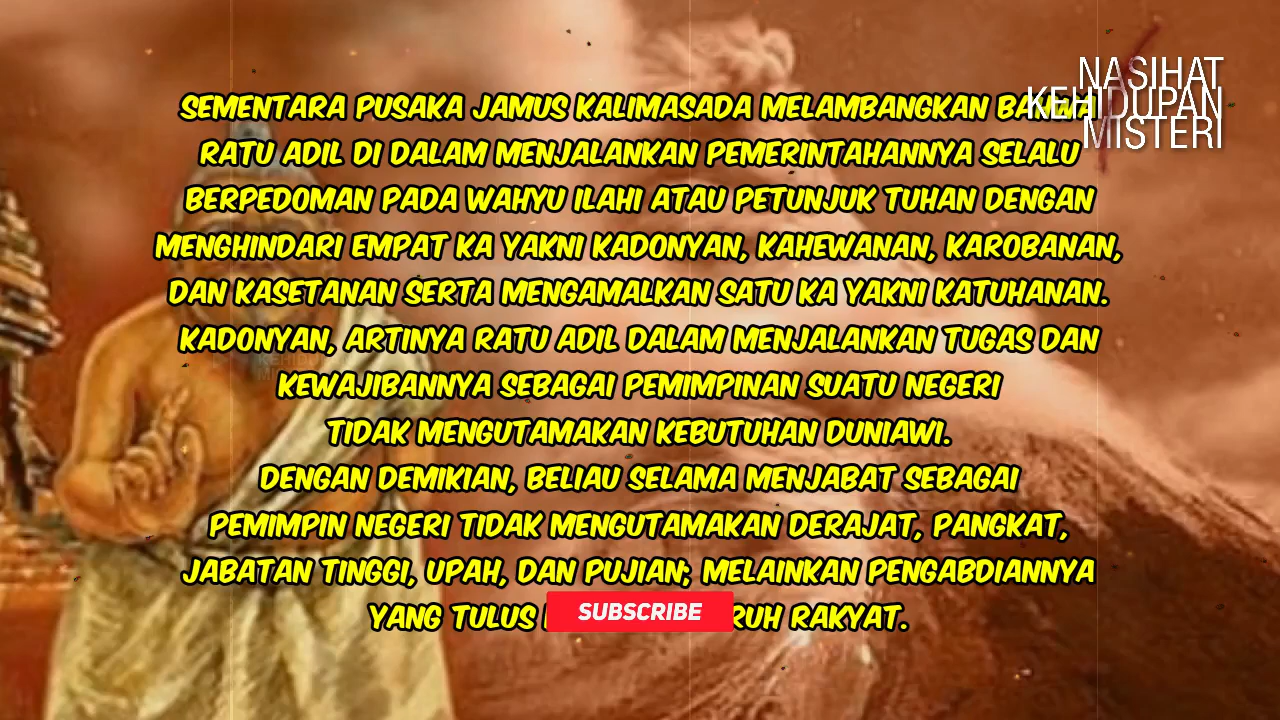 NASIHAT
KEHIDUPAN
MISTERI
SEMENTARA PUSAKA JAMUS KALIMASADA MELAMBANGKAN
RATU ADIL DI DALAM MENJALANKAN PEMERINTAHANNYA SELALU
BERPEDOMAN PADA WAHYU ILAHI ATAU PETUNJUK TUHAN DENGAN
MENGHINDARI EMPAT KA YAKNI KADONYAN, KAHEWANAN, KAROBANAN,
DAN KASETANAN SERTA MENGAMALKAN SATU KA YAKNI KATUHANAN.
KADONYAN, ARTINYA RATU ADIL DALAM MENJALANKAN TUGAS DAN
KEWAJIBANNYA SEBAGAI PEMIMPINAN SUATU NEGERI
TIDAK MENGUTAMAKAN KEBUTUHAN DUNIAWI.
DENGAN DEMIKIAN, BELIAU SELAMA MENJABAT SEBAGAI
PEMIMPIN NEGERI TIDAK MENGUTAMAKAN DERAJAT, PANGKAT,
JABATAN TINGGI, UPAH, DAN PUJIAN; MELAINKAN PENGABDIANNYA
YANG TULUS RAKYAT.
SUBSCRIBE